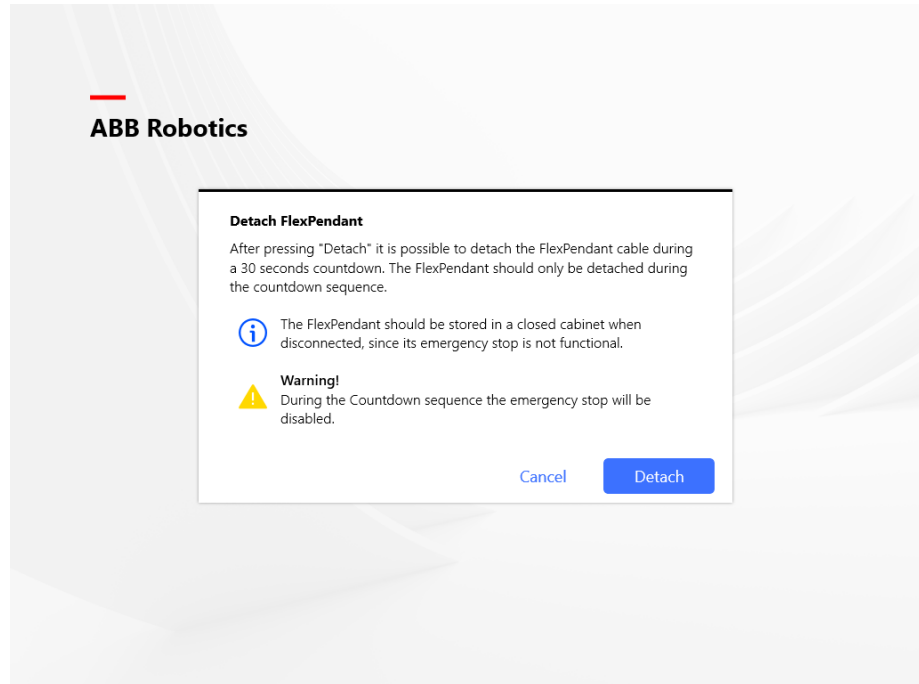 ABB Robotics
Detach FlexPendant
After pressing "Detach" it is possible to detach the FlexPendant cable during
a 30 seconds countdown. The FlexPendant should only be detached during
the countdown sequence.
The FlexPendant should be stored in a closed cabinet when
disconnected, since its emergency stop is not functional.
Warning!
During the Countdown sequence the emergency stop will be
disabled.
Cancel Detach